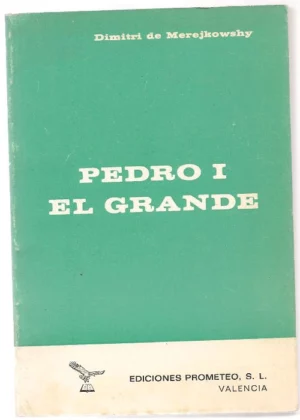 Dimitri de Merejkowshy
PEDRO I
EL GRANDE
EDICIONES PROMETEO, S. L.
VALENCIA